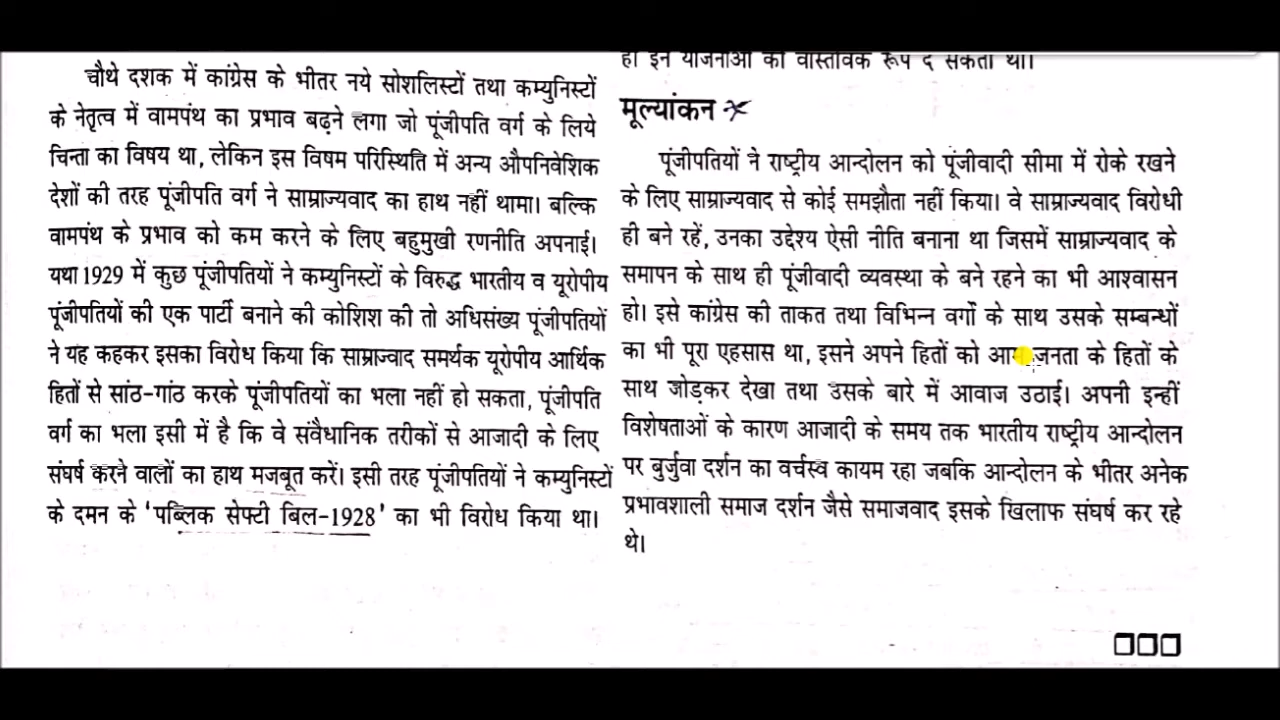 चौथे दशक में कांग्रेस के भीतर नये सोशलिस्टों तथा कम्युनिस्टों
के नेतृत्व में वामपंथ का प्रभाव बढ़ने लगा जो पूंजीपति वर्ग के लिये
चिन्ता का विषय था, लेकिन इस विषम परिस्थिति में अन्य औपनिवेशिक
देशों की तरह पूंजीपति वर्ग ने साम्राज्यवाद का हाथ नहीं थामा। बल्कि
वामपंथ के प्रभाव को कम करने के लिए बहुमुखी रणनीति अपनाई।
यथा 1929 में कुछ पूंजीपतियों ने कम्युनिस्टों के विरुद्ध भारतीय व यूरोपीय
पूंजीपतियों की एक पार्टी बनाने की कोशिश की तो अधिसंख्य पूंजीपतियों
ने यह कहकर इसका विरोध किया कि साम्राज्वाद समर्थक यूरोपीय आर्थिक
हितों से सांठ-गांठ करके पूंजीपतियों का भला नहीं हो सकता, पूंजीपति
वर्ग का भला इसी में है कि वे संवैधानिक तरीकों से आजादी के लिए
संघर्ष करने वालों का हाथ मजबूत करें। इसी तरह पूंजीपतियों ने कम्युनिस्टों
के दमन के ‘पब्लिक सेफ्टी बिल-1928’ का भी विरोध किया था।
ही इन योजनाओं को वास्तविक रूप दे सकता था।
मूल्यांकन
पूंजीपतियों ने राष्ट्रीय आन्दोलन को पूंजीवादी सीमा में रोके रखने
के लिए साम्राज्यवाद से कोई समझौता नहीं किया। वे साम्राज्यवाद विरोधी
ही बने रहें, उनका उद्देश्य ऐसी नीति बनाना था जिसमें साम्राज्यवाद के
समापन के साथ ही पूंजीवादी व्यवस्था के बने रहने का भी आश्वासन
हो। इसे कांग्रेस की ताकत तथा विभिन्न वर्गों के साथ उसके सम्बन्धों
का भी पूरा एहसास था, इसने अपने हितों को जनता के हितों के
साथ जोड़कर देखा तथा उसके बारे में आवाज उठाई। अपनी इन्हीं
विशेषताओं के कारण आजादी के समय तक भारतीय राष्ट्रीय आन्दोलन
पर बुर्जुवा दर्शन का वर्चस्व कायम रहा जबकि आन्दोलन के भीतर अनेक
प्रभावशाली समाज दर्शन जैसे समाजवाद इसके खिलाफ संघर्ष कर रहे
थे।